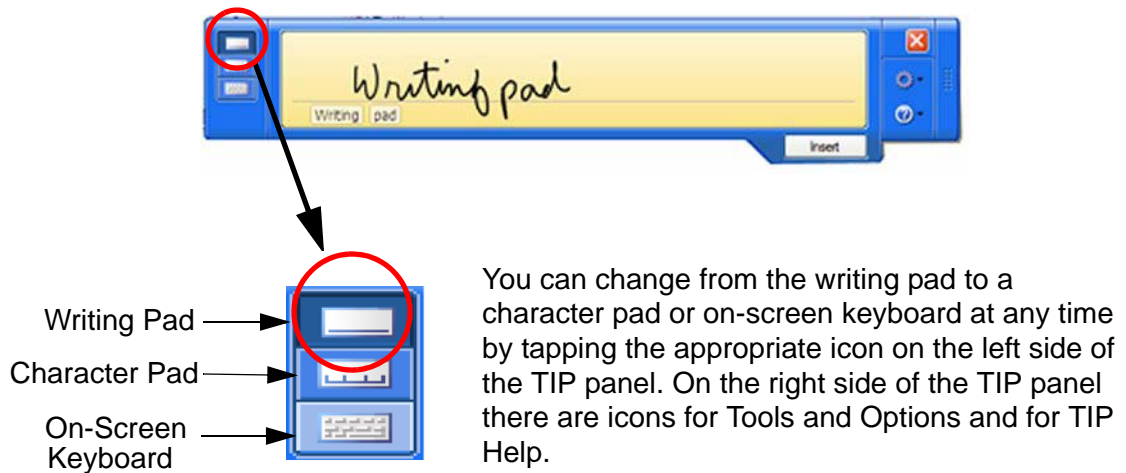 Writing pad
Writing pad
Insert
Writing Pad
Character Pad
On-Screen
Keyboard
You can change from the writing pad to a
character pad or on-screen keyboard at any time
by tapping the appropriate icon on the left side of
the TIP panel. On the right side of the TIP panel
there are icons for Tools and Options and for TIP
Help.